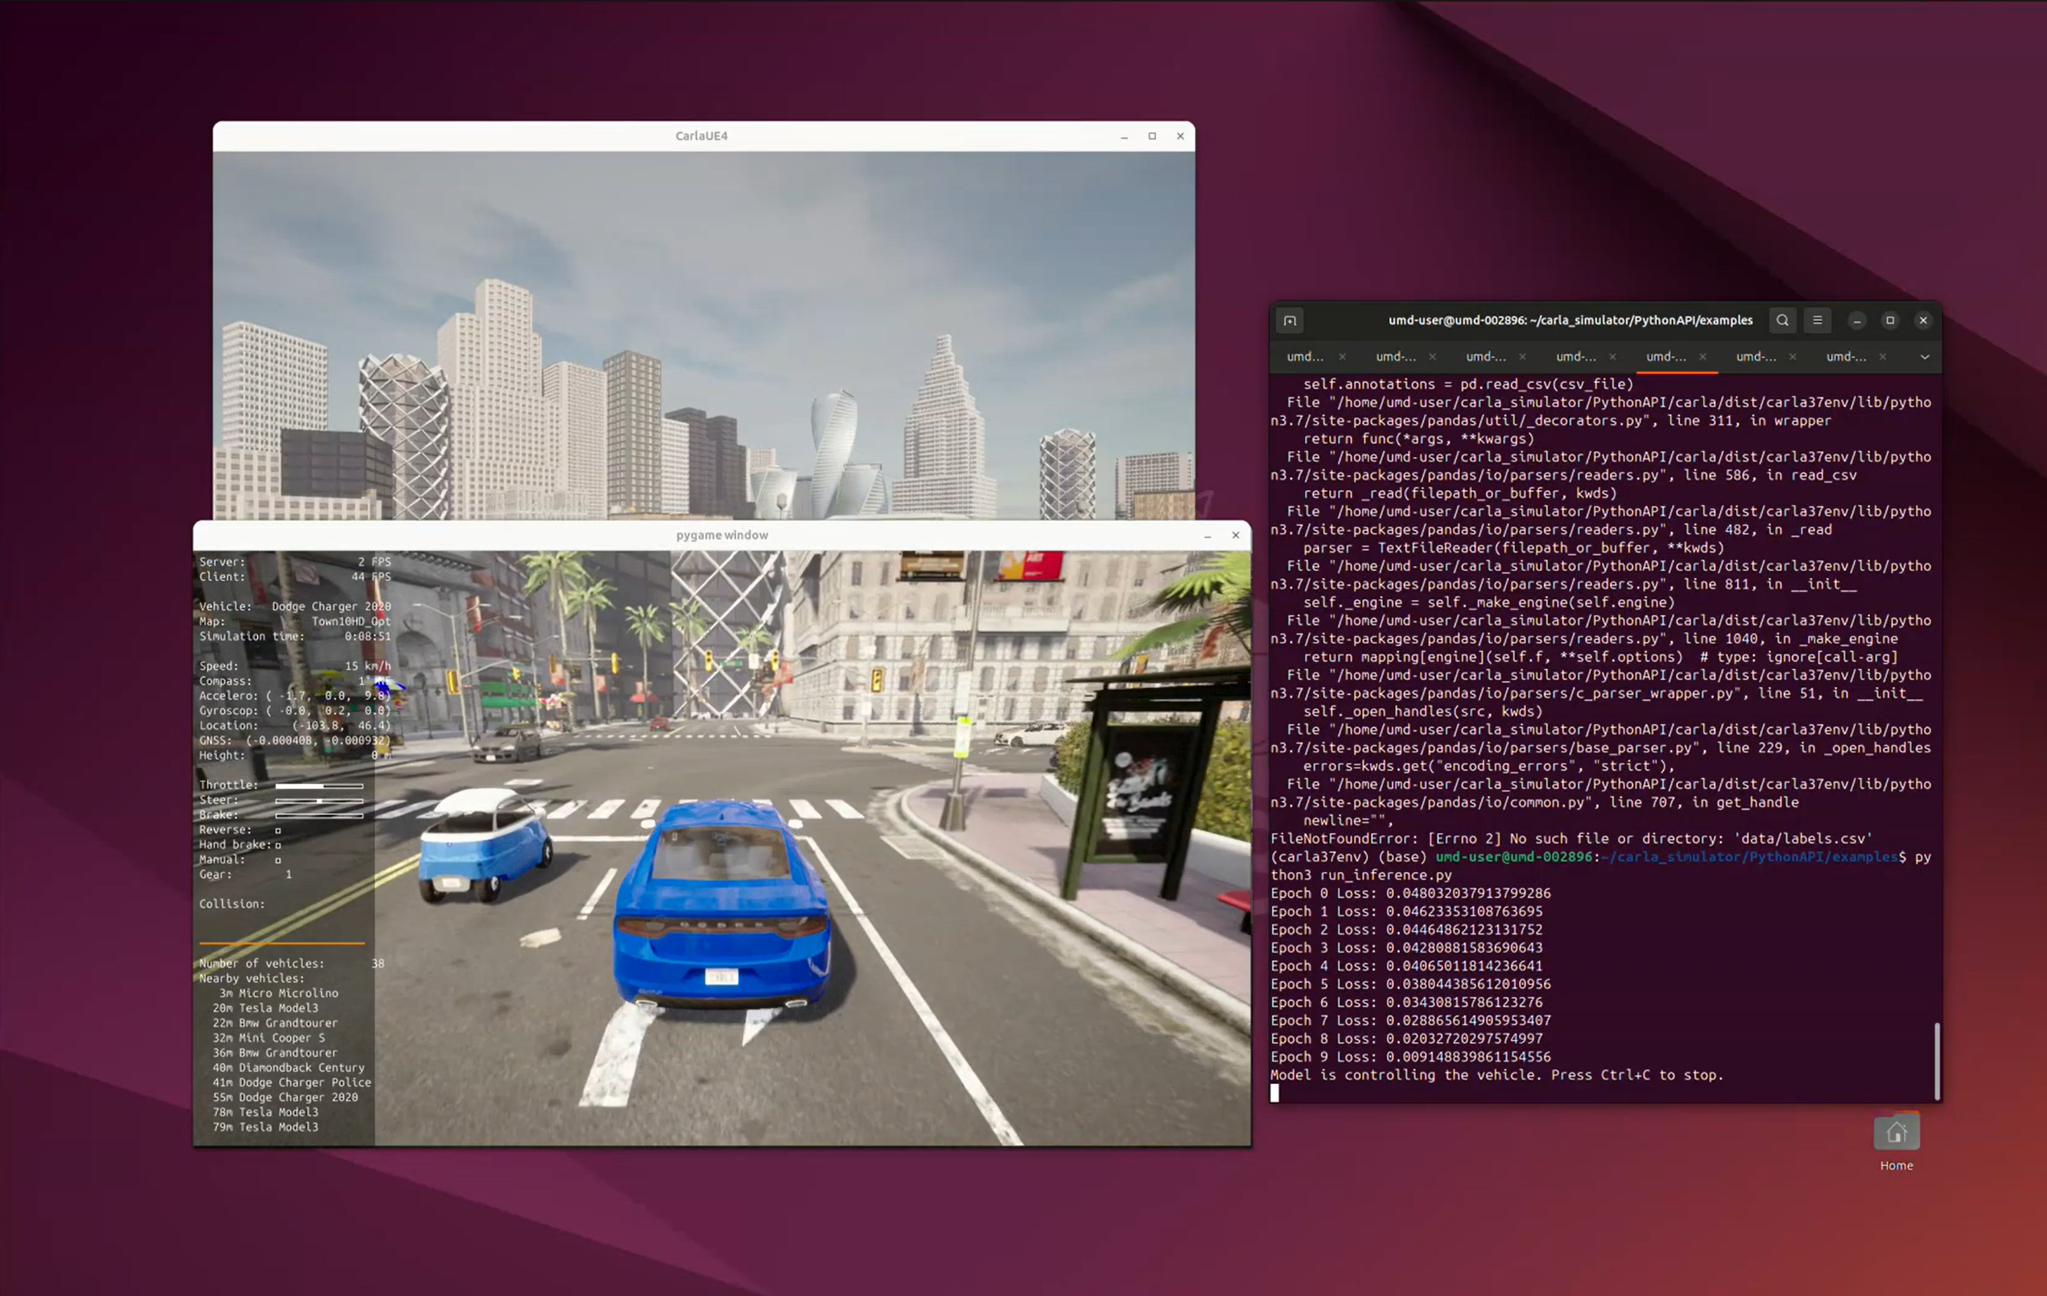 CarlaUE4
pygame window
Server: 2 FPS
Client: 44 FPS
Vehicle: Dodge Charger 2020
Map: Town10HD_Opt
Simulation time: 0:08:51
Speed: 15 km/h
Compass: 1°
Accelero: ( -1.7, 0.0, 9.8)
Gyroscop: ( -0.0, 0.2, 0.0)
Location: (-103.8, 46.4)
GNSS: (-0.000408, -0.000932)
Height: 0
Throttle:
Steer:
Brake:
Reverse:
Hand brake:
Manual:
Gear: 1
Collision:
Number of vehicles: 38
Nearby vehicles:
3m Micro Microlino
20m Tesla Model3
22m Bmw Grandtourer
32m Mini Cooper S
36m Bmw Grandtourer
40m Diamondback Century
41m Dodge Charger Police
55m Dodge Charger 2020
78m Tesla Model3
79m Tesla Model3
DODGE
umd-user@umd-002896: ~/carla_simulator/PythonAPI/examples
umd... umd-... umd-... umd-... umd-... umd-... umd-...
self.annotations = pd.read_csv(csv_file)
File "/home/umd-user/carla_simulator/PythonAPI/carla/dist/carla37env/lib/pytho
n3.7/site-packages/pandas/util/_decorators.py", line 311, in wrapper
return func(*args, **kwargs)
File "/home/umd-user/carla_simulator/PythonAPI/carla/dist/carla37env/lib/pytho
n3.7/site-packages/pandas/io/parsers/readers.py", line 586, in read_csv
return _read(filepath_or_buffer, kwds)
File "/home/umd-user/carla_simulator/PythonAPI/carla/dist/carla37env/lib/pytho
n3.7/site-packages/pandas/io/parsers/readers.py", line 482, in _read
parser = TextFileReader(filepath_or_buffer, **kwds)
File "/home/umd-user/carla_simulator/PythonAPI/carla/dist/carla37env/lib/pytho
n3.7/site-packages/pandas/io/parsers/readers.py", line 811, in __init__
self._engine = self._make_engine(self.engine)
File "/home/umd-user/carla_simulator/PythonAPI/carla/dist/carla37env/lib/pytho
n3.7/site-packages/pandas/io/parsers/readers.py", line 1040, in _make_engine
return mapping[engine](self.f, **self.options)  # type: ignore[call-arg]
File "/home/umd-user/carla_simulator/PythonAPI/carla/dist/carla37env/lib/pytho
n3.7/site-packages/pandas/io/parsers/c_parser_wrapper.py", line 51, in __init__
self._open_handles(src, kwds)
File "/home/umd-user/carla_simulator/PythonAPI/carla/dist/carla37env/lib/pytho
n3.7/site-packages/pandas/io/parsers/base_parser.py", line 229, in _open_handles
errors=kwds.get("encoding_errors", "strict"),
File "/home/umd-user/carla_simulator/PythonAPI/carla/dist/carla37env/lib/pytho
n3.7/site-packages/pandas/io/common.py", line 707, in get_handle
newline="",
FileNotFoundError: [Errno 2] No such file or directory: 'data/labels.csv'
(carla37env) (base) umd-user@umd-002896:~/carla_simulator/PythonAPI/examples$ py
thon3 run_inference.py
Epoch 0 Loss: 0.048032037913799286
Epoch 1 Loss: 0.04623353108763695
Epoch 2 Loss: 0.04464862123131752
Epoch 3 Loss: 0.04280881583690643
Epoch 4 Loss: 0.04065011814236641
Epoch 5 Loss: 0.038044385612010956
Epoch 6 Loss: 0.03430815786123276
Epoch 7 Loss: 0.028865614905953407
Epoch 8 Loss: 0.02032720297574997
Epoch 9 Loss: 0.009148839861154556
Model is controlling the vehicle. Press Ctrl+C to stop.
Home